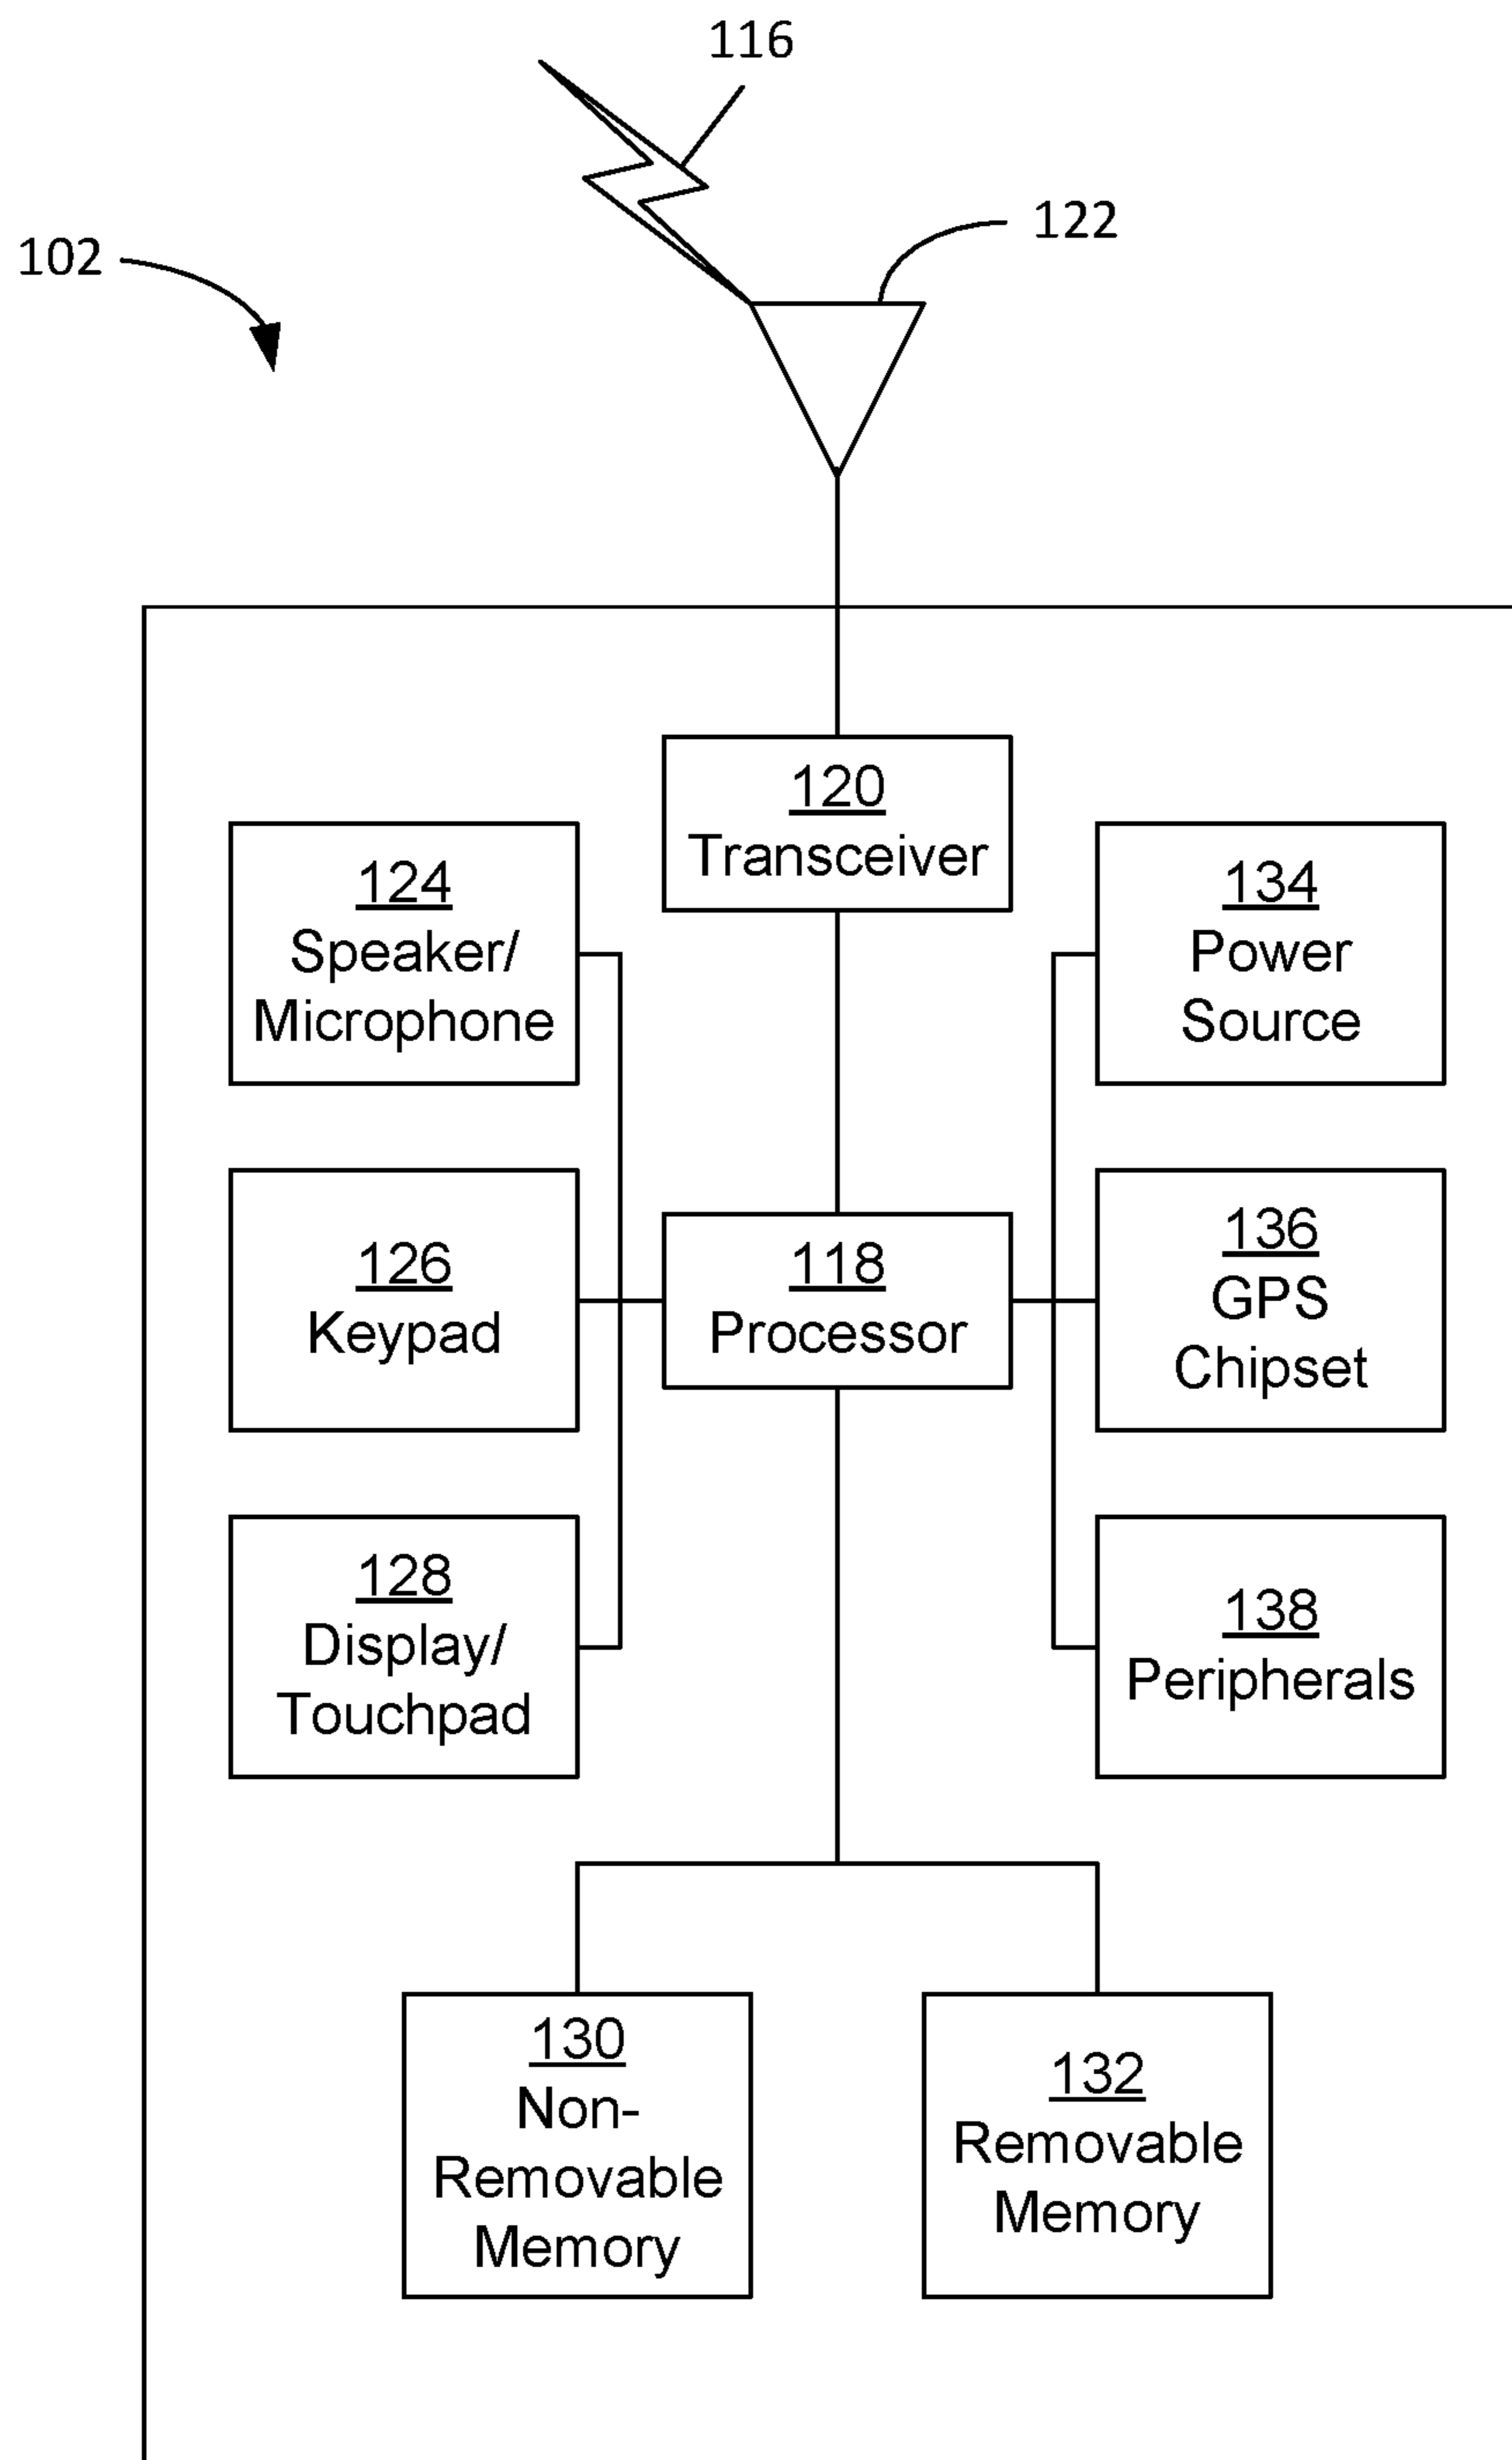 116
122
102
120
Transceiver
124
Speaker/
Microphone
134
Power
Source
126
Keypad
118
Processor
136
GPS
Chipset
128
Display/
Touchpad
138
Peripherals
130
Non-
Removable
Memory
132
Removable
Memory